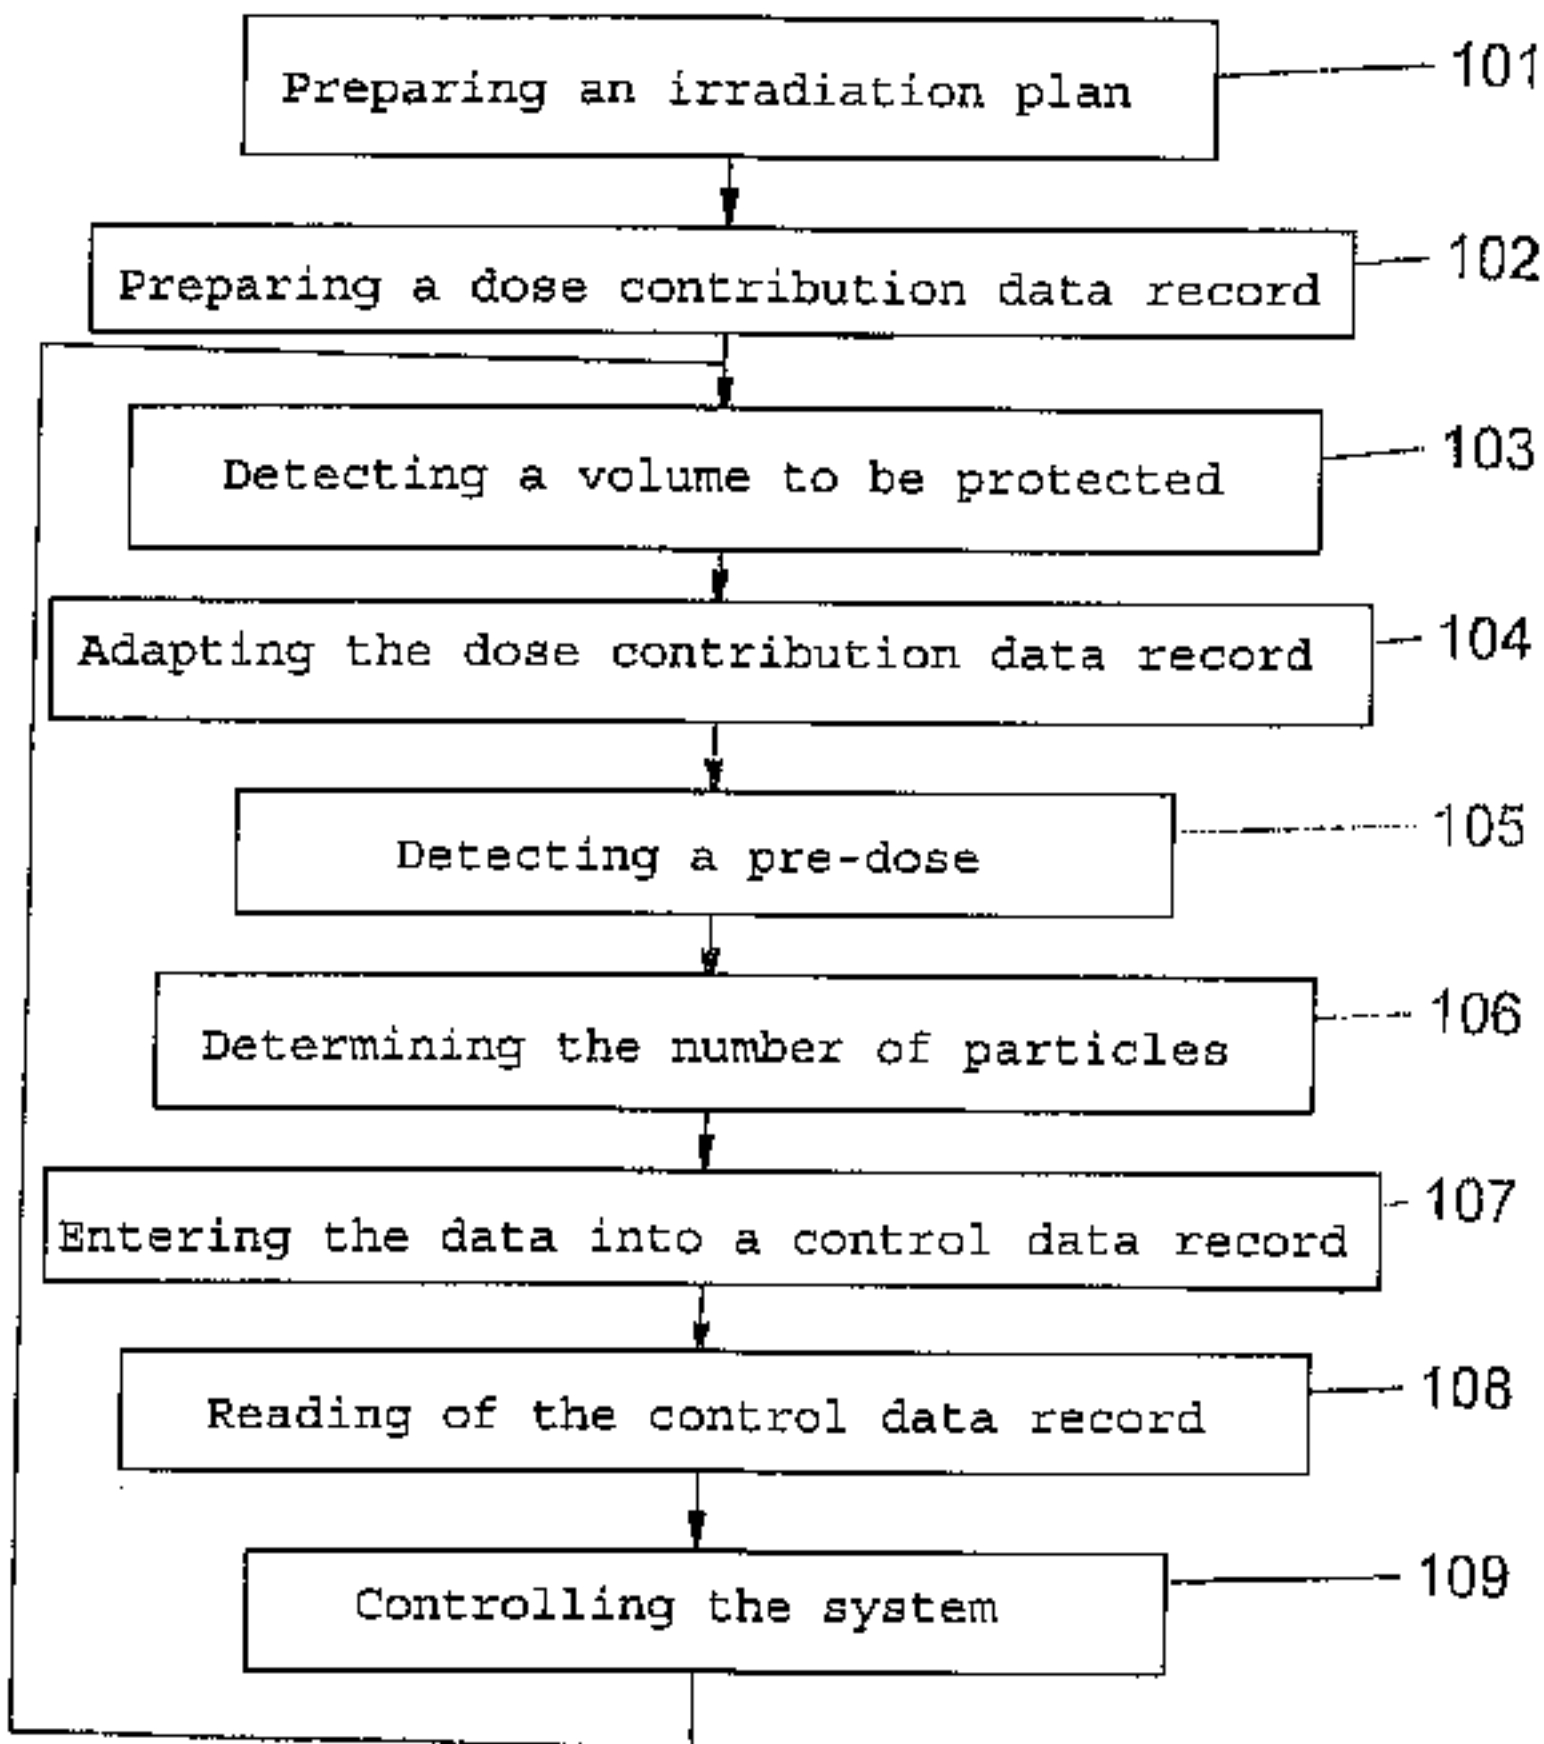 Preparing an irradiation plan
101
Preparing a dose contribution data record
102
Detecting a volume to be protected
103
Adapting the dose contribution data record
104
Detecting a pre-dose
105
Determining the number of particles
106
Entering the data into a control data record
107
Reading of the control data record
108
Controlling the system
109